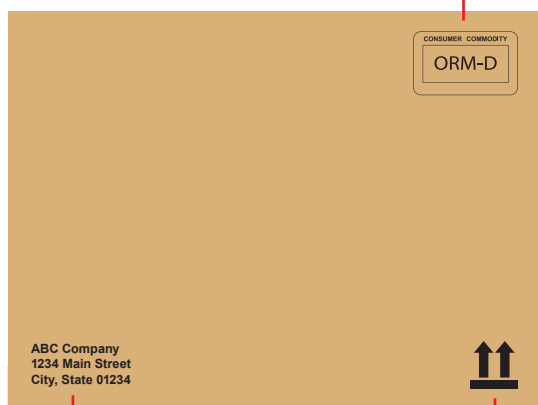 CONSUMER COMMODITY
ORM-D
ABC Company
1234 Main Street
City, State 01234